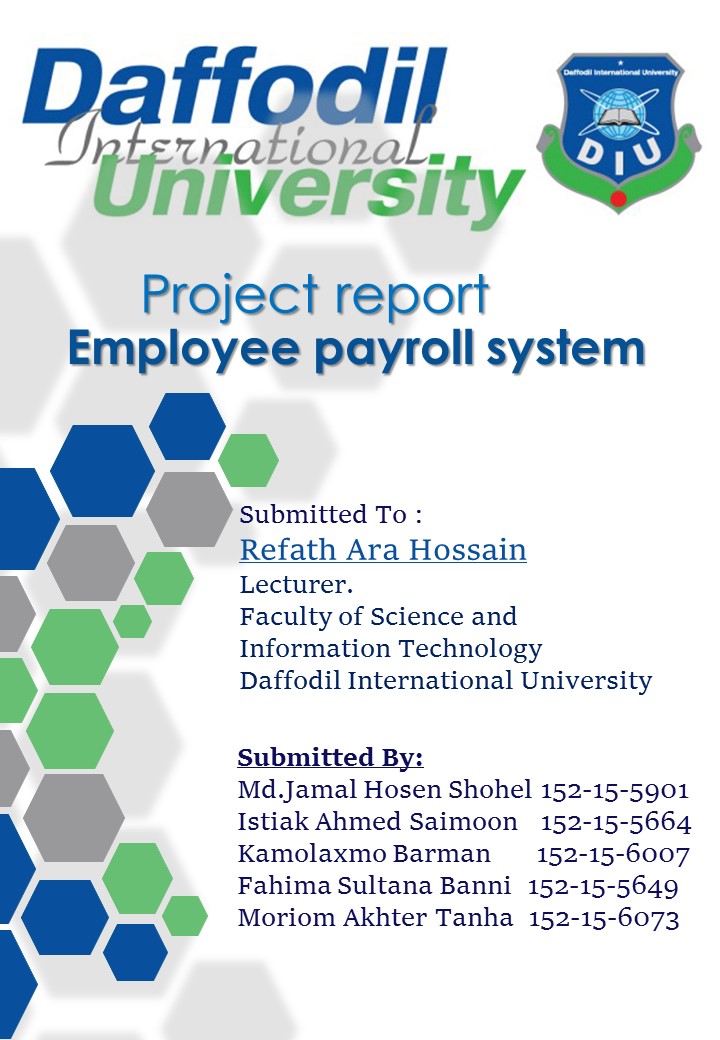 Daffodil
International
University
Daffodil International University
DIU
Project report
Employee payroll system
Submitted To :
Refath Ara Hossain
Lecturer.
Faculty of Science and
Information Technology
Daffodil International University
Submitted By:
Md.Jamal Hosen Shohel 152-15-5901
Istiak Ahmed Saimoon 152-15-5664
Kamolaxmo Barman 152-15-6007
Fahima Sultana Banni 152-15-5649
Moriom Akhter Tanha 152-15-6073